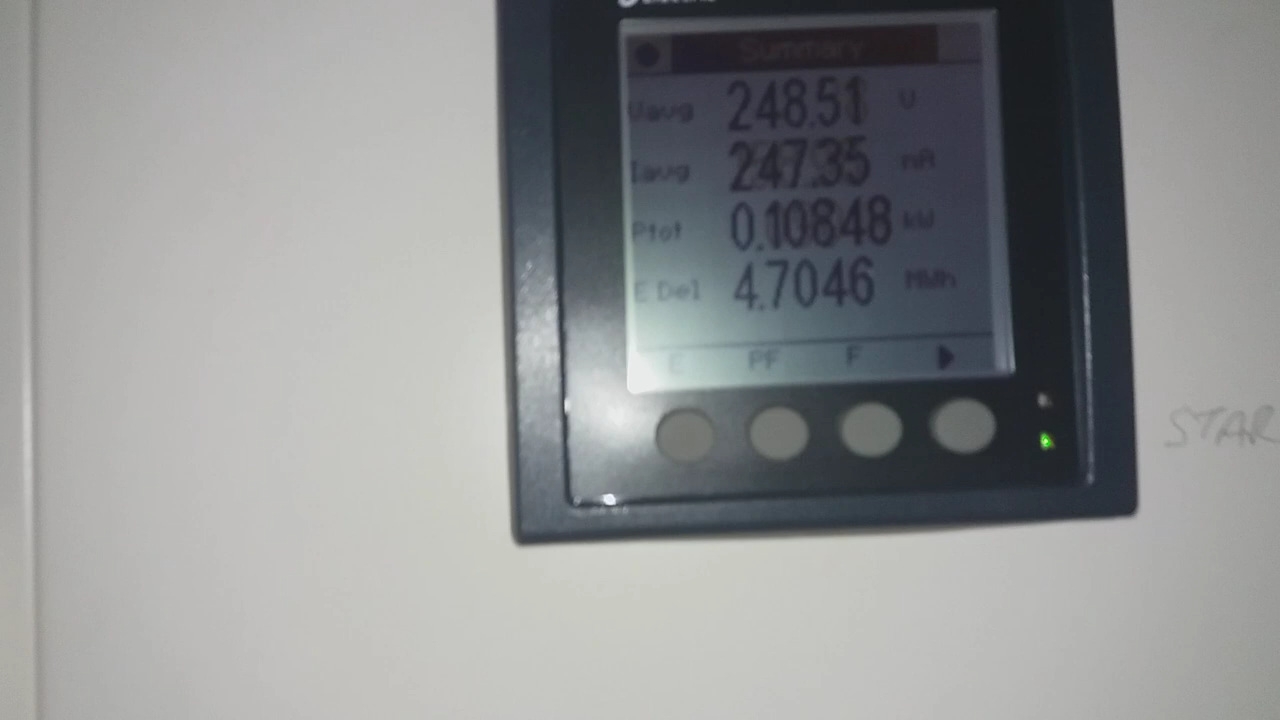 Summary
Vavg 248.51 V
Iavg 247.35 mA
Ptot 0.10848 kW
E Del 4.7046 MWh
E PF F
STAR